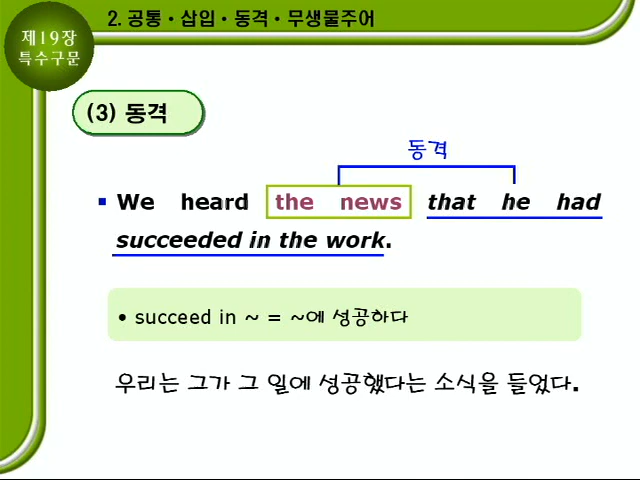 2. 공통 · 삽입 · 동격 · 무생물주어
제19장
특수구문
(3) 동격
동격
▪ We heard the news that he had
succeeded in the work.
• succeed in ~ = ~에 성공하다
우리는 그가 그 일에 성공했다는 소식을 들었다.